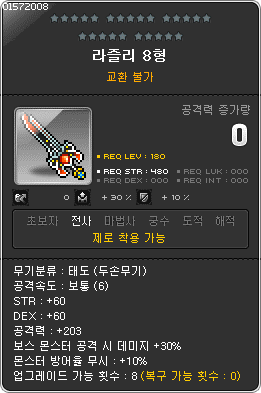 01572008
라즐리 8형
교환 불가
공격력 증가량
0
REQ LEV : 180
REQ STR : 480
REQ LUK : 000
REQ DEX : 000
REQ INT : 000
0 + 30 % + 10 %
초보자 전사 마법사 궁수 도적 해적
제로 착용 가능
무기분류 : 태도 (두손무기)
공격속도 : 보통 (6)
STR : +60
DEX : +60
공격력 : +203
보스 몬스터 공격 시 데미지 +30%
몬스터 방어율 무시 : +10%
업그레이드 가능 횟수 : 8 (복구 가능 횟수 : 0)